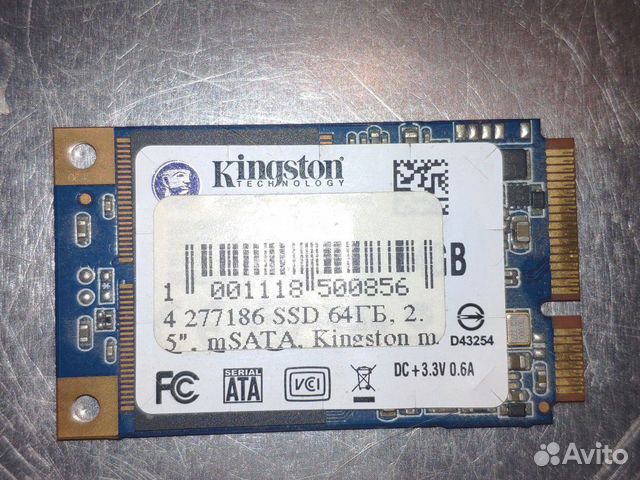 Kingston
TECHNOLOGY
GB
1 001118 500856
4 277186 SSD 64ГБ, 2.
5", mSATA, Kingston m
D43254
FC
SERIAL
ATA
VCI
DC +3.3V 0.6A
Avito